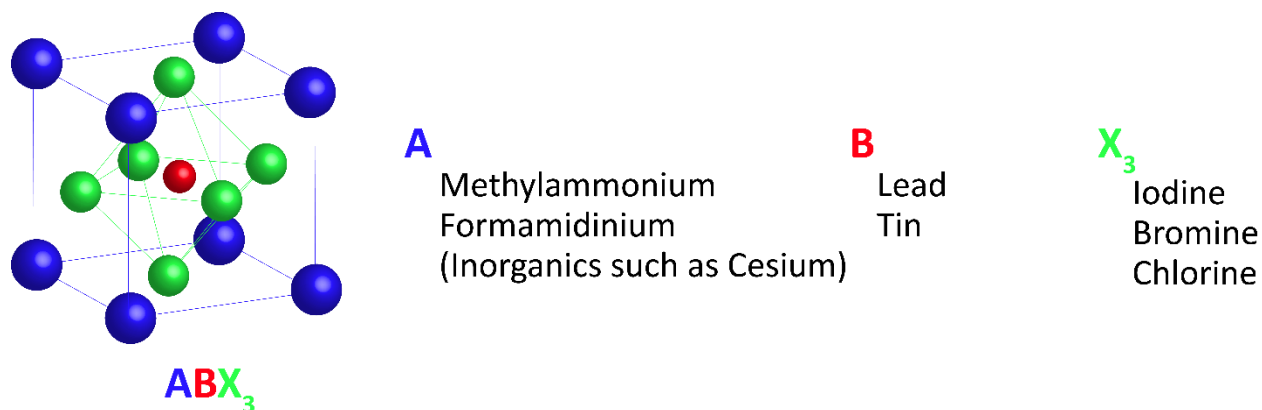 A
Methylammonium
Formamidinium
(Inorganics such as Cesium)
B
Lead
Tin
X₃
Iodine
Bromine
Chlorine
ABX₃